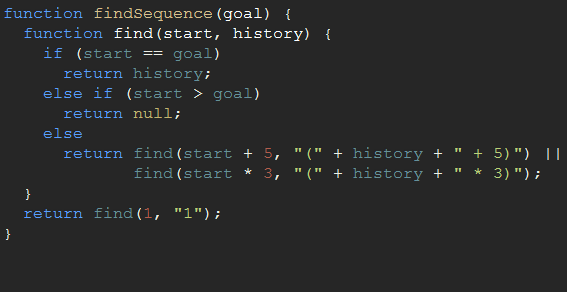 function findSequence(goal) {
  function find(start, history) {
    if (start == goal)
      return history;
    else if (start > goal)
      return null;
    else
      return find(start + 5, "(" + history + " + 5)") ||
             find(start * 3, "(" + history + " * 3)");
  }
  return find(1, "1");
}